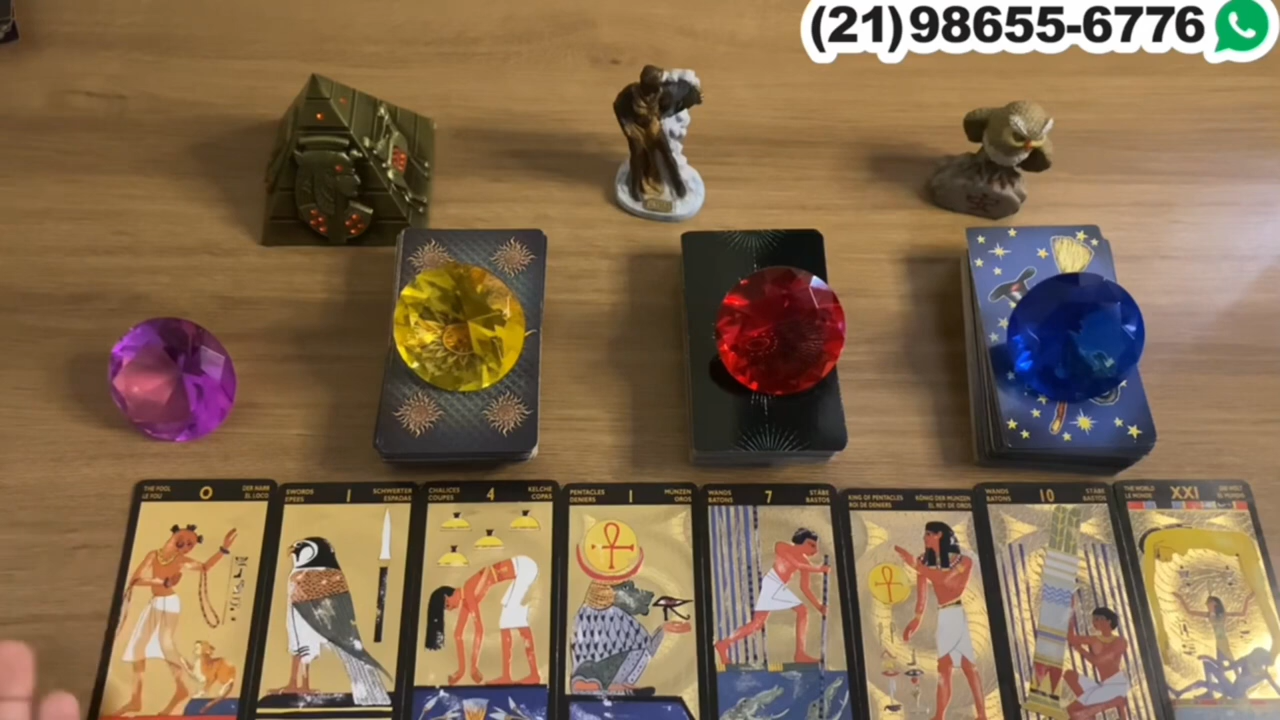 (21)98655-6776
THE FOOL
LE FOU
0
DER NARR
EL LOCO
SWORDS
EPEES
1
SCHWERTER
ESPADAS
CHALICES
COUPES
4
KELCHE
COPAS
PENTACLES
DENIERS
1
MÜNZEN
OROS
WANDS
BATONS
7
STÄBE
BASTOS
KING OF PENTACLES
ROI DE DENIERS
KÖNIG DER MÜNZEN
EL REY DE OROS
WANDS
BATONS
10
STÄBE
BASTOS
THE WORLD
LE MONDE
XXI
DIE WELT
EL MUNDO